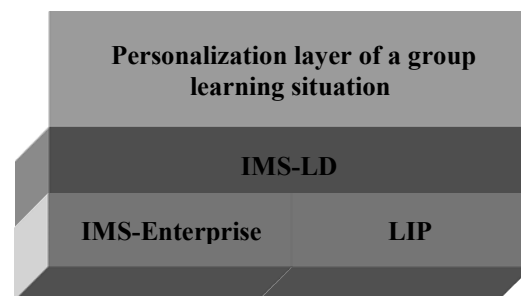 Personalization layer of a group
learning situation
IMS-LD
IMS-Enterprise LIP